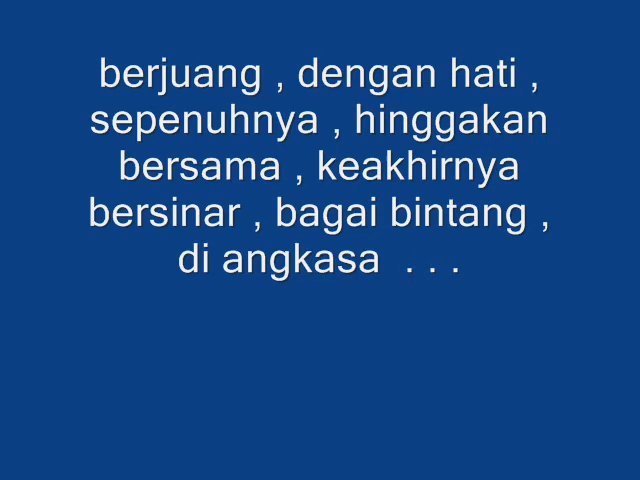 berjuang , dengan hati ,
sepenuhnya , hinggakan
bersama , keakhirnya
bersinar , bagai bintang ,
di angkasa  . . .